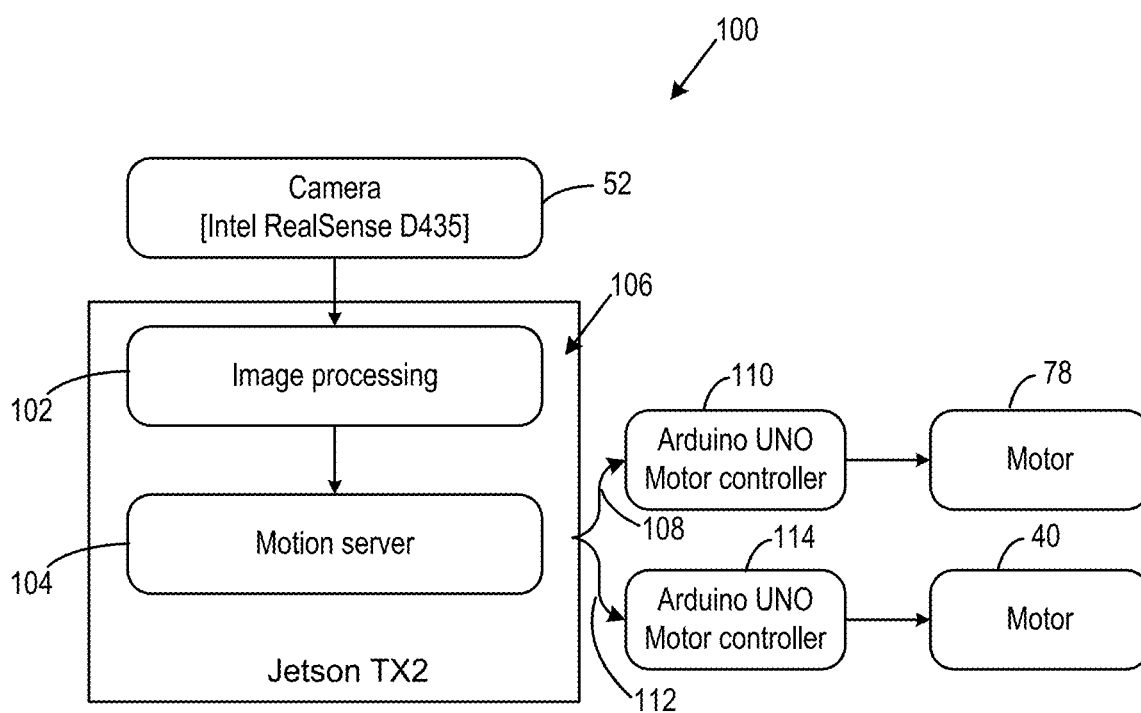 100
Camera
[Intel RealSense D435]
52
106
Image processing
102
110
78
Arduino UNO
Motor controller
Motor
108
Motion server
104
114
40
Arduino UNO
Motor controller
Motor
Jetson TX2
112